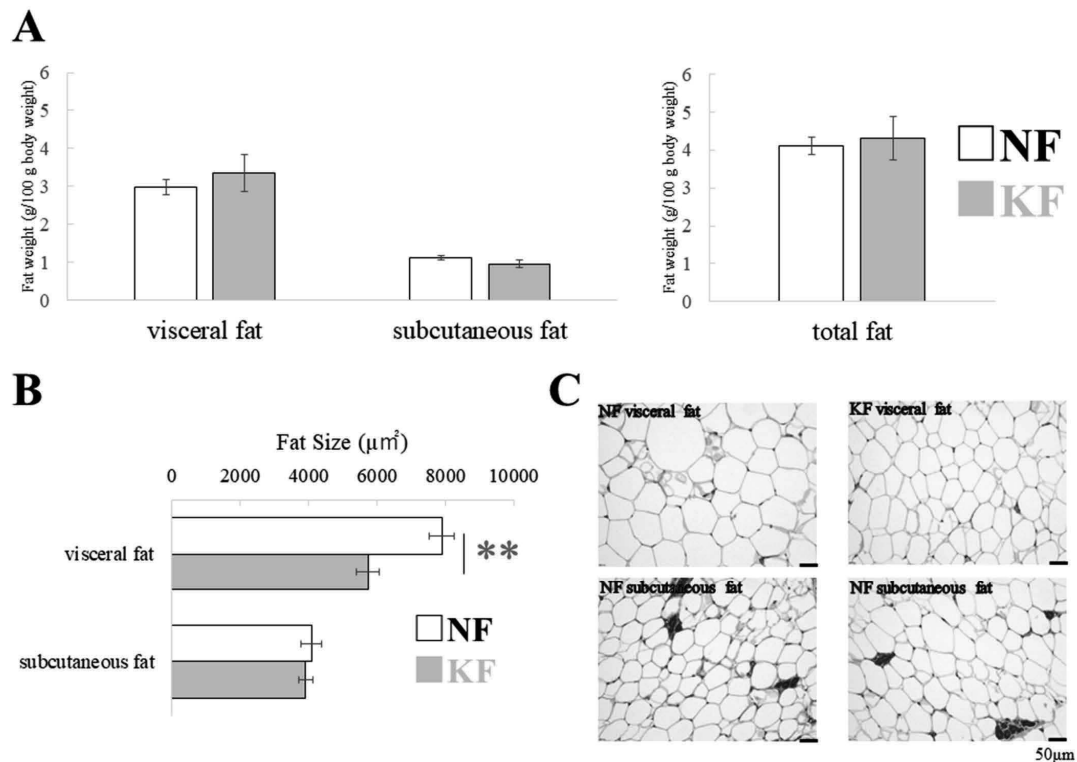 A
Fat weight (g/100 g body weight)
6
5
4
3
2
1
0
visceral fat
subcutaneous fat
Fat weight (g/100 g body weight)
6
5
4
3
2
1
0
total fat
NF
KF
B
Fat Size (μ㎡)
0 2000 4000 6000 8000 10000
visceral fat
**
subcutaneous fat
NF
KF
C
NF visceral fat
KF visceral fat
NF subcutaneous fat
NF subcutaneous fat
50μm